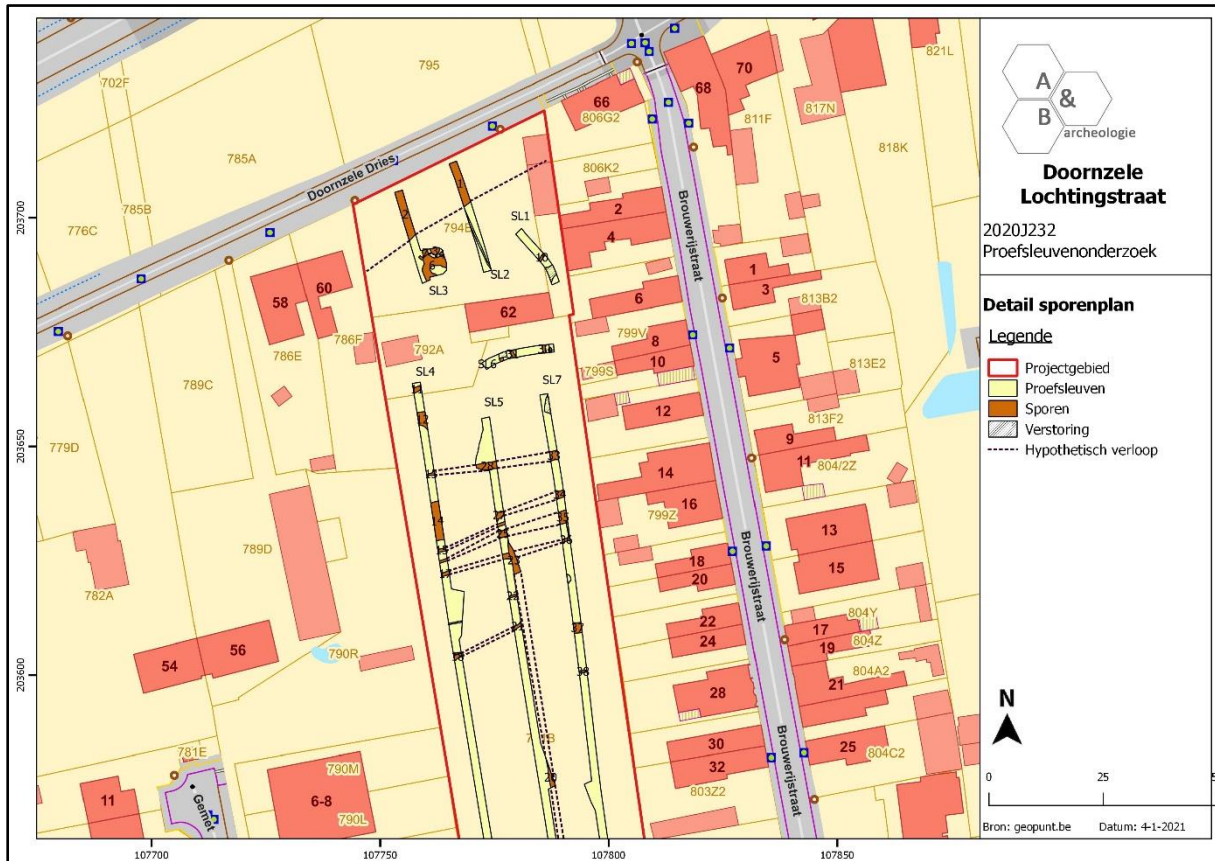 702F
795
785A
785B
776C
789C
779D
782A
789D
790R
781E
790M
790L
786E
786F
792A
794B
806G2
806K2
799V
799S
799Z
803Z2
811F
817N
818K
821L
813B2
813E2
813F2
804/2Z
804Y
804Z
804A2
804C2
Doornzele Dries
Brouwerijstraat
Brouwerijstraat
Brouwerijstraat
Brouwerijstraat
Gemet
66
68
70
2
4
6
8
10
12
14
16
18
20
22
24
28
30
32
1
3
5
9
11
13
15
17
19
21
25
58
60
62
54
56
6-8
11
SL1
SL2
SL3
SL4
SL5
SL6
SL7
203700
203650
203600
107700
107750
107800
107850
A
&
B
archeologie
Doornzele
Lochtingstraat
2020J232
Proefsleuvenonderzoek
Detail sporenplan
Legende
Projectgebied
Proefsleuven
Sporen
Verstoring
Hypothetisch verloop
N
0
25
Bron: geopunt.be
Datum: 4-1-2021